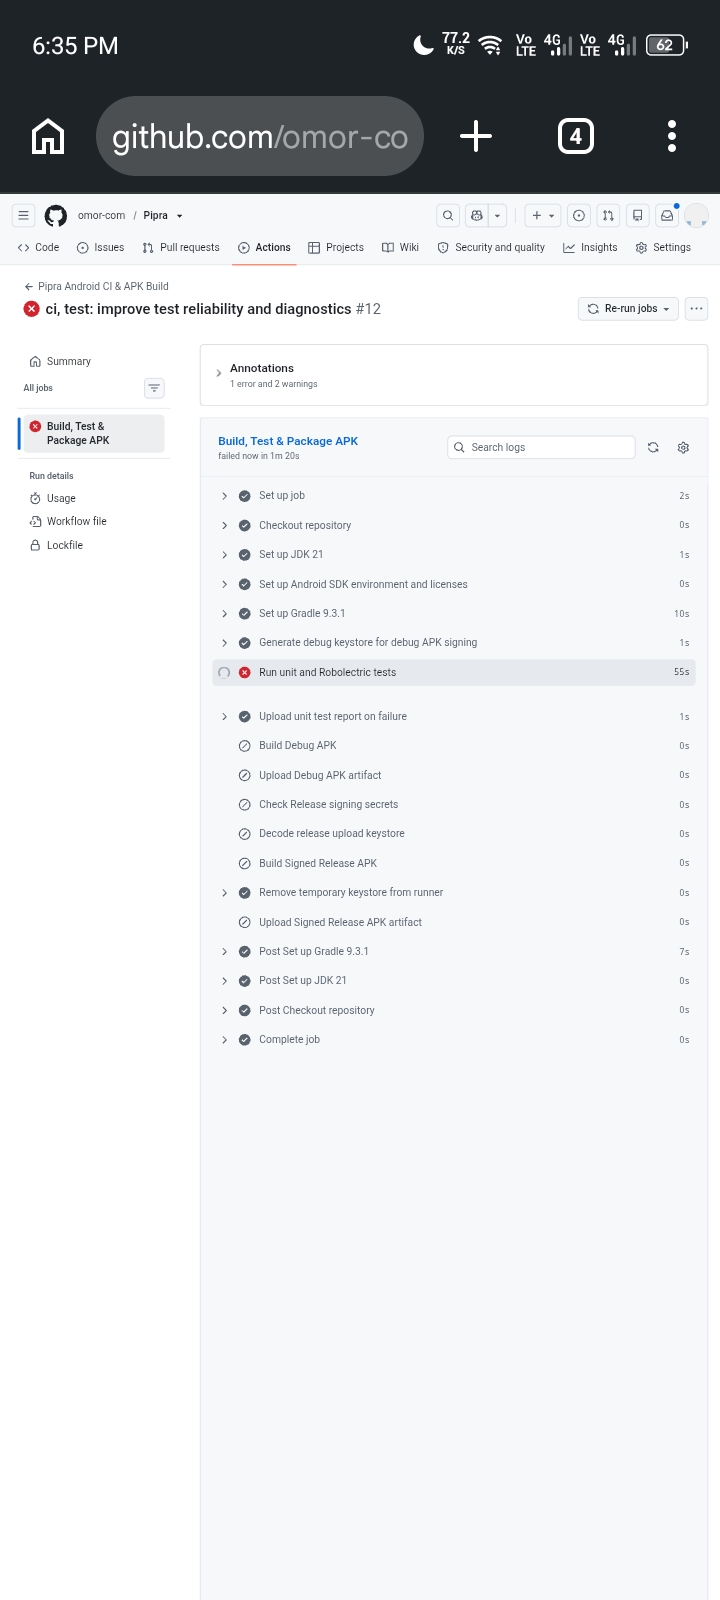 6:35 PM
77.2 K/S
Vo LTE 4G Vo LTE 4G 62
github.com/omor-co
4
omor-com / Pipra
Code Issues Pull requests Actions Projects Wiki Security and quality Insights Settings
Pipra Android CI & APK Build
ci, test: improve test reliability and diagnostics #12
Re-run jobs
Summary
All jobs
Build, Test &
Package APK
Run details
Usage
Workflow file
Lockfile
Annotations
1 error and 2 warnings
Build, Test & Package APK
failed now in 1m 20s
Search logs
Set up job 2s
Checkout repository 0s
Set up JDK 21 1s
Set up Android SDK environment and licenses 0s
Set up Gradle 9.3.1 10s
Generate debug keystore for debug APK signing 1s
Run unit and Robolectric tests 55s
Upload unit test report on failure 1s
Build Debug APK 0s
Upload Debug APK artifact 0s
Check Release signing secrets 0s
Decode release upload keystore 0s
Build Signed Release APK 0s
Remove temporary keystore from runner 0s
Upload Signed Release APK artifact 0s
Post Set up Gradle 9.3.1 7s
Post Set up JDK 21 0s
Post Checkout repository 0s
Complete job 0s